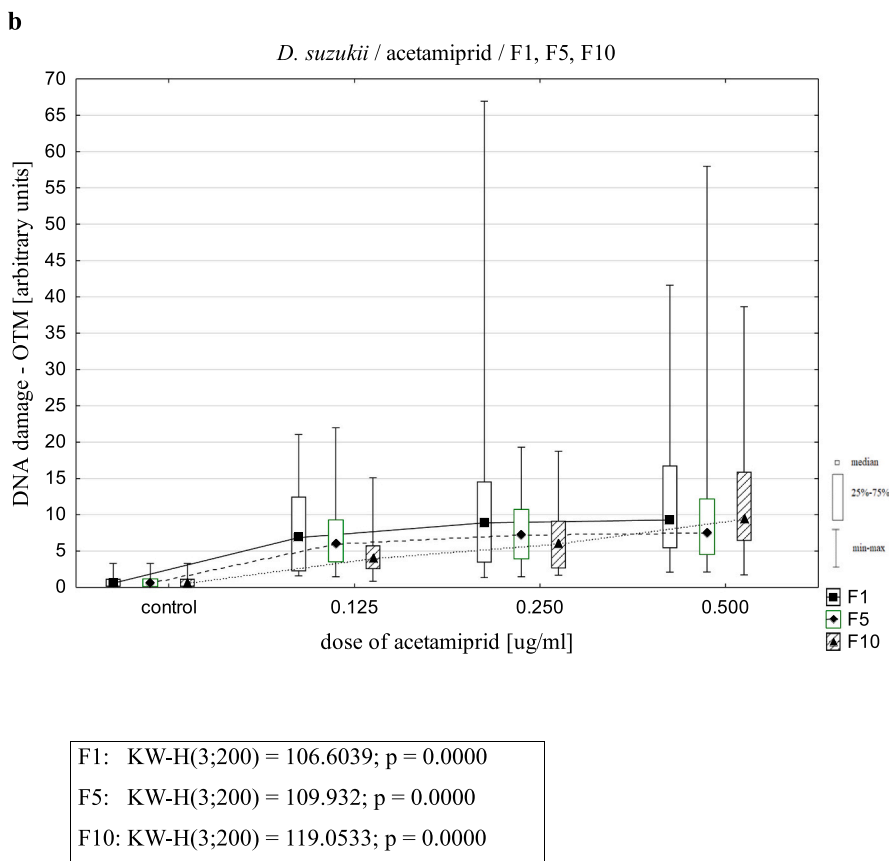 b
D. suzukii / acetamiprid / F1, F5, F10
DNA damage - OTM [arbitrary units]
70
65
60
55
50
45
40
35
30
25
20
15
10
5
0
control 0.125 0.250 0.500
dose of acetamiprid [ug/ml]
median
25%-75%
min-max
F1
F5
F10
F1: KW-H(3;200) = 106.6039; p = 0.0000
F5: KW-H(3;200) = 109.932; p = 0.0000
F10: KW-H(3;200) = 119.0533; p = 0.0000